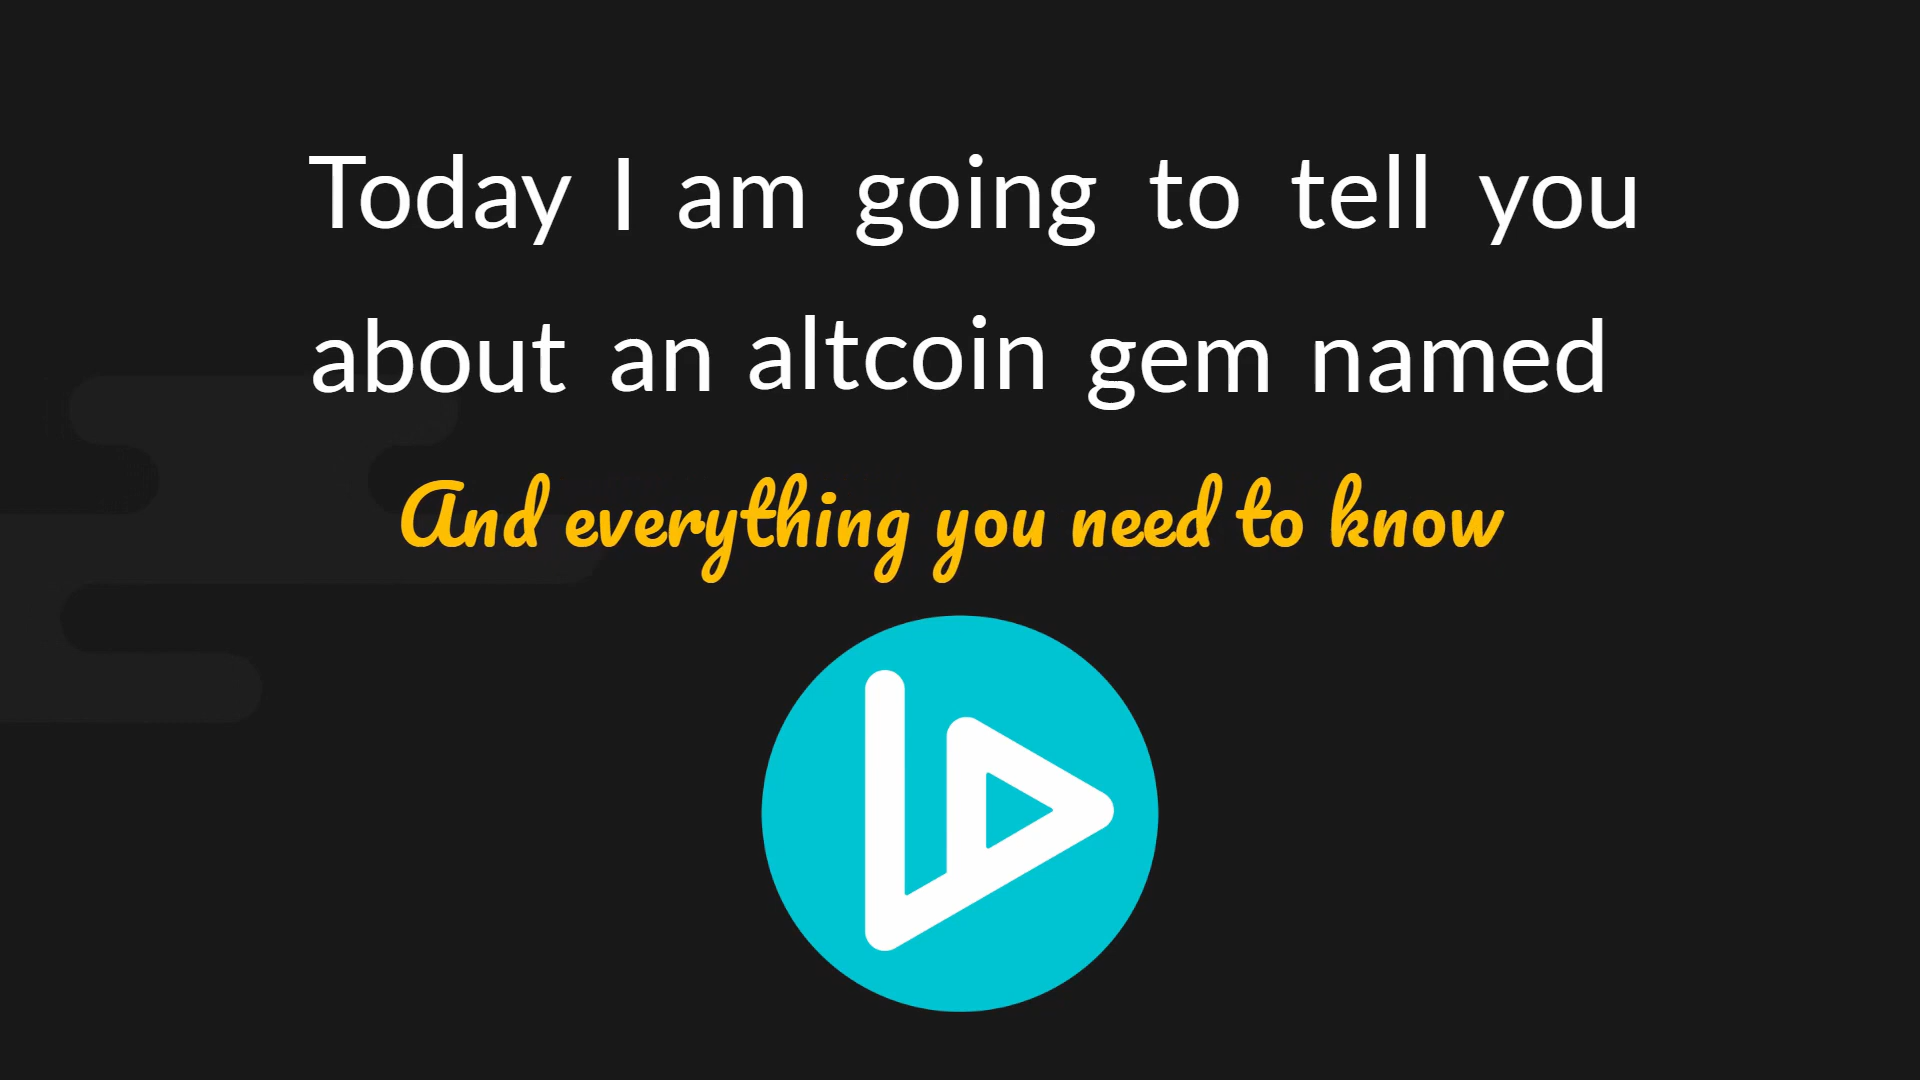 Today I am going to tell you
about an altcoin gem named
And everything you need to know